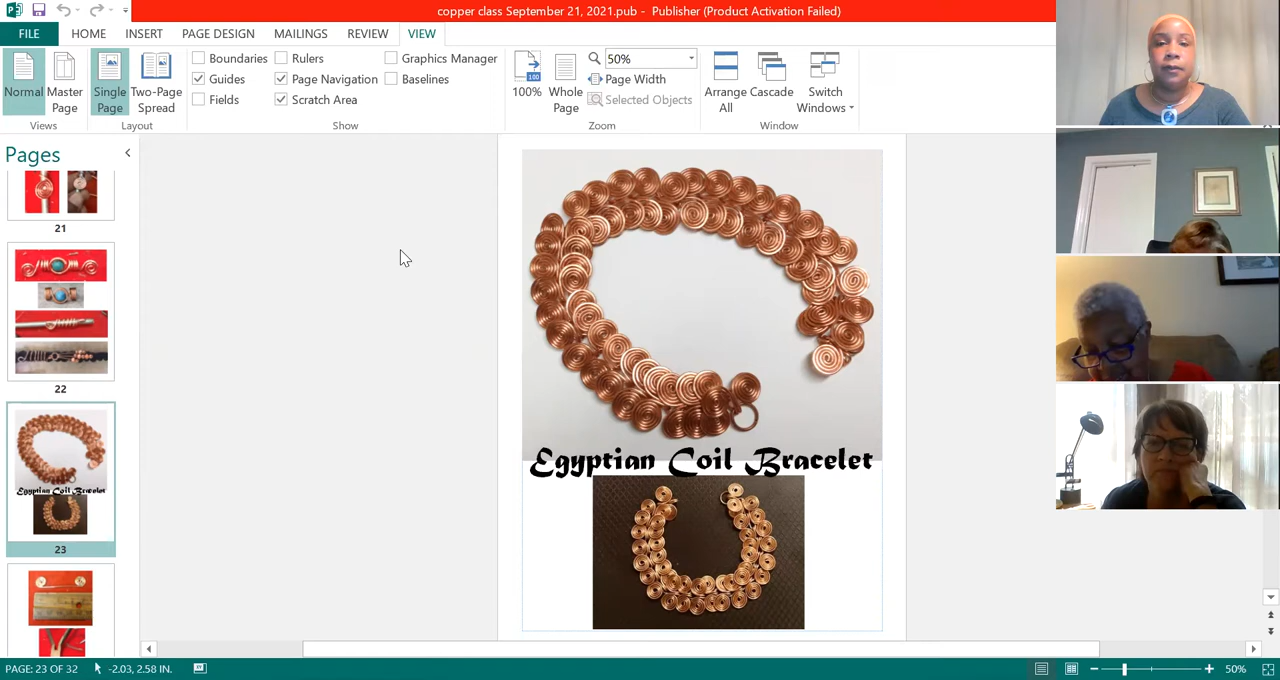 copper class September 21, 2021.pub - Publisher (Product Activation Failed)
FILE HOME INSERT PAGE DESIGN MAILINGS REVIEW VIEW
Normal Master Page Single Page Two-Page Spread
Boundaries Rulers Graphics Manager
Guides Page Navigation Baselines
Fields Scratch Area
100% Whole Page 50% Page Width Selected Objects
Arrange All Cascade Switch Windows
Views Layout Show Zoom Window
Pages
21
22
Egyptian Coil Bracelet
23
Egyptian Coil Bracelet
PAGE: 23 OF 32 -2.03, 2.58 IN. 50%